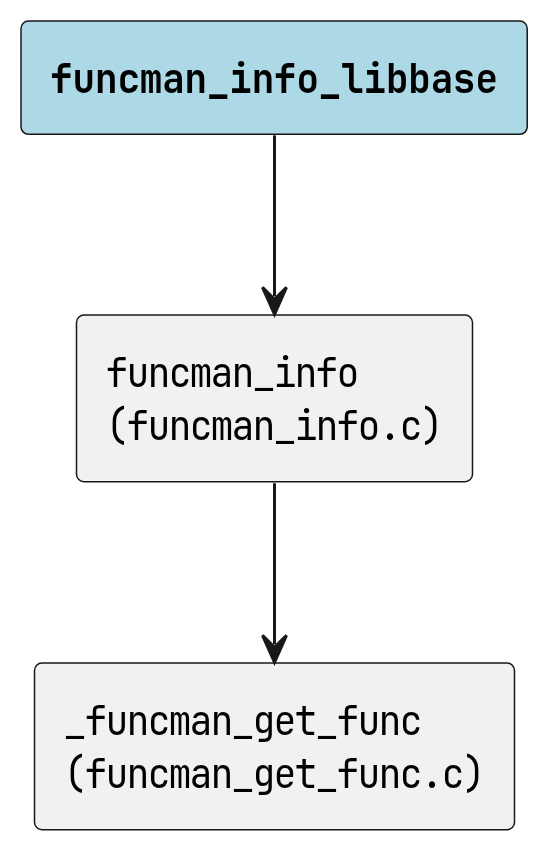 funcman_info_libbase
funcman_info
(funcman_info.c)
_funcman_get_func
(funcman_get_func.c)